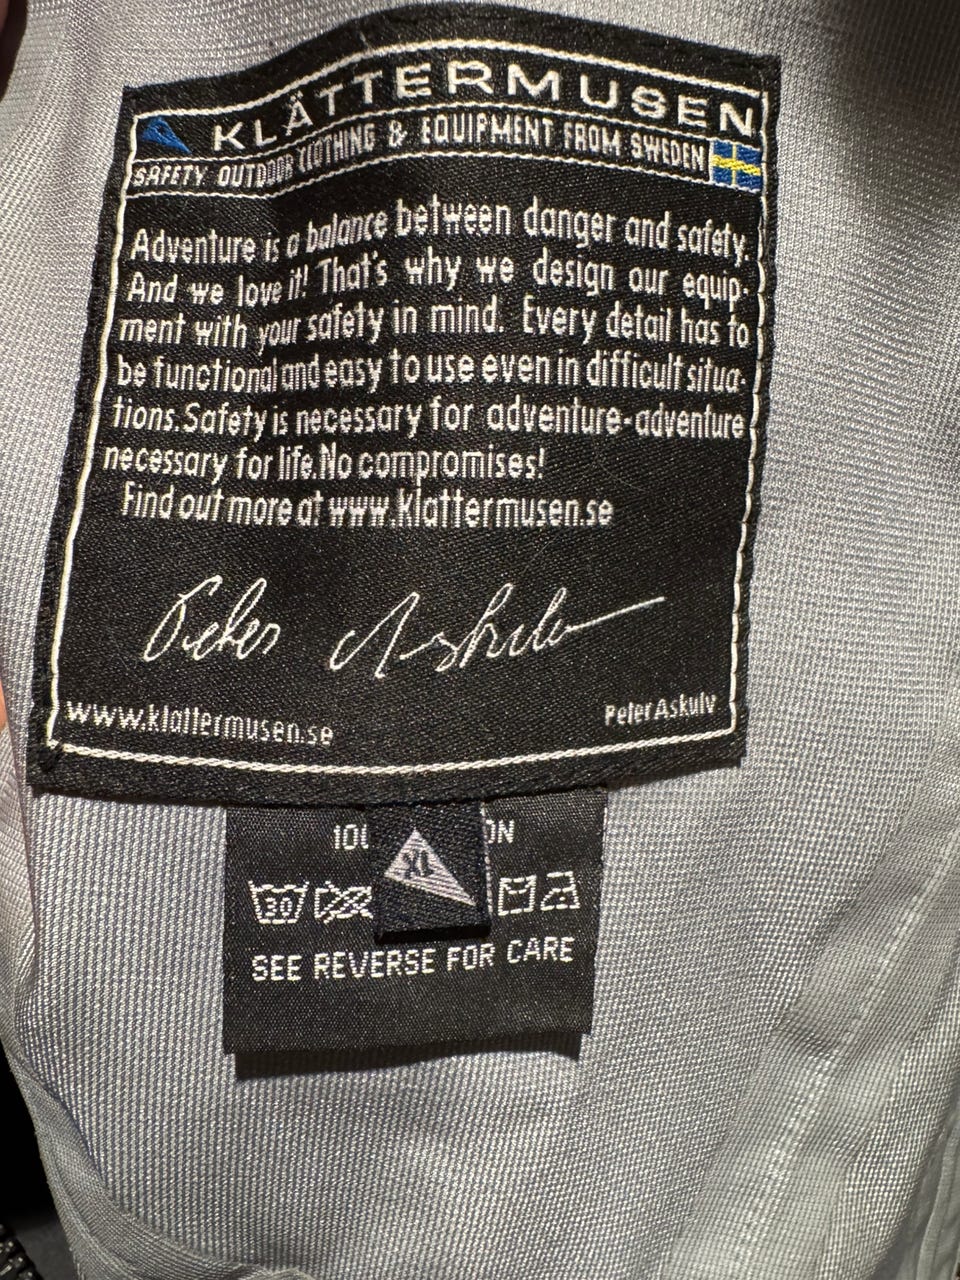 KLÄTTERMUSEN
SAFETY OUTDOOR CLOTHING & EQUIPMENT FROM SWEDEN
Adventure is a balance between danger and safety.
And we love it! That's why we design our equip-
ment with your safety in mind. Every detail has to
be functional and easy to use even in difficult situa-
tions. Safety is necessary for adventure-adventure
necessary for life. No compromises!
Find out more at www.klattermusen.se
Peter Askulv
www.klattermusen.se
Peter Askulv
XL
30
SEE REVERSE FOR CARE